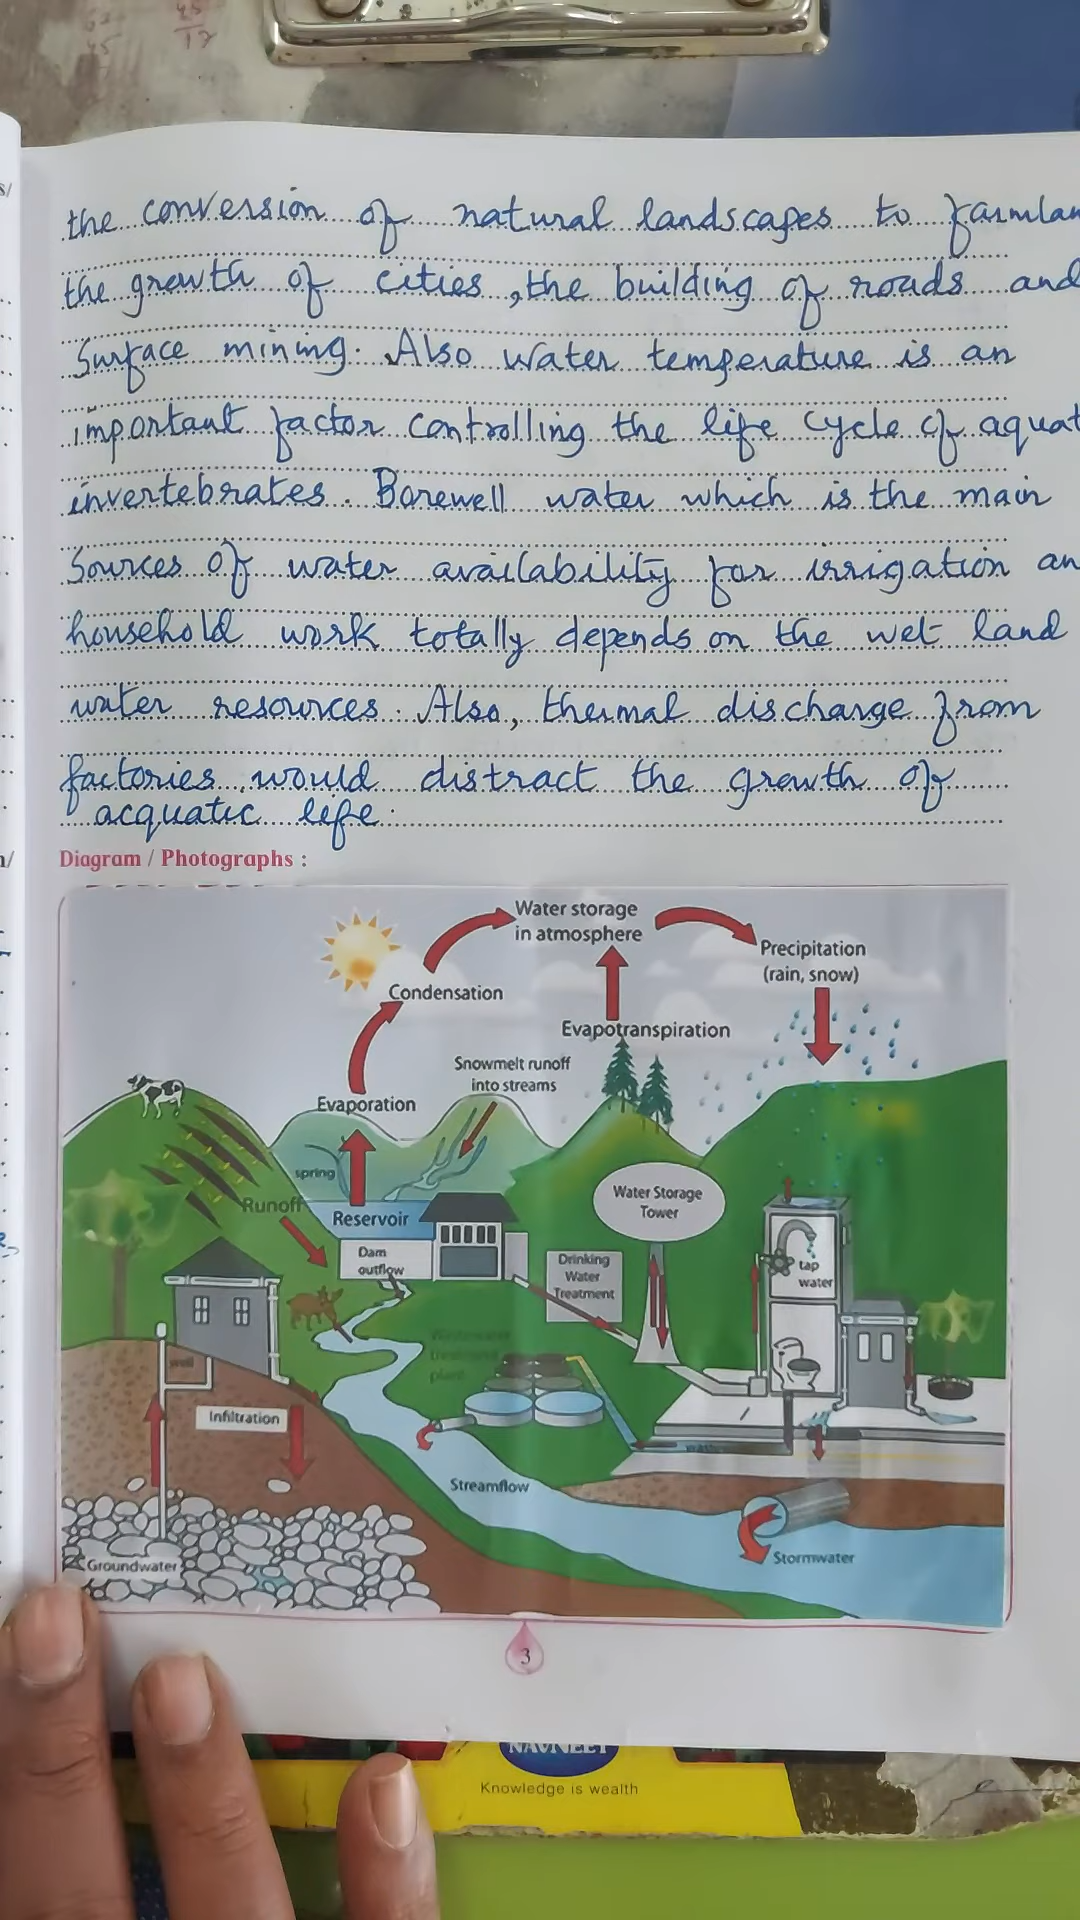 the conversion of natural landscapes to farmlan
the growth of cities, the building of roads and
Surface mining. Also water temperature is an
important factor controlling the life cycle of aquat
invertebrates. Borewell water which is the main
Sources of water availability for irrigation an
household work totally depends on the wet land
water resources. Also, thermal discharge from
factories would distract the growth of
acquatic life.
Diagram / Photographs :
Water storage
in atmosphere
Precipitation
(rain, snow)
Condensation
Evapotranspiration
Snowmelt runoff
into streams
Evaporation
spring
Runoff
Reservoir
Water Storage
Tower
Dam
outflow
Drinking
Water
Treatment
tap
water
Wastewater
treatment
plant
well
Infiltration
Streamflow
Groundwater
Stormwater
3
NAVNEET
Knowledge is wealth